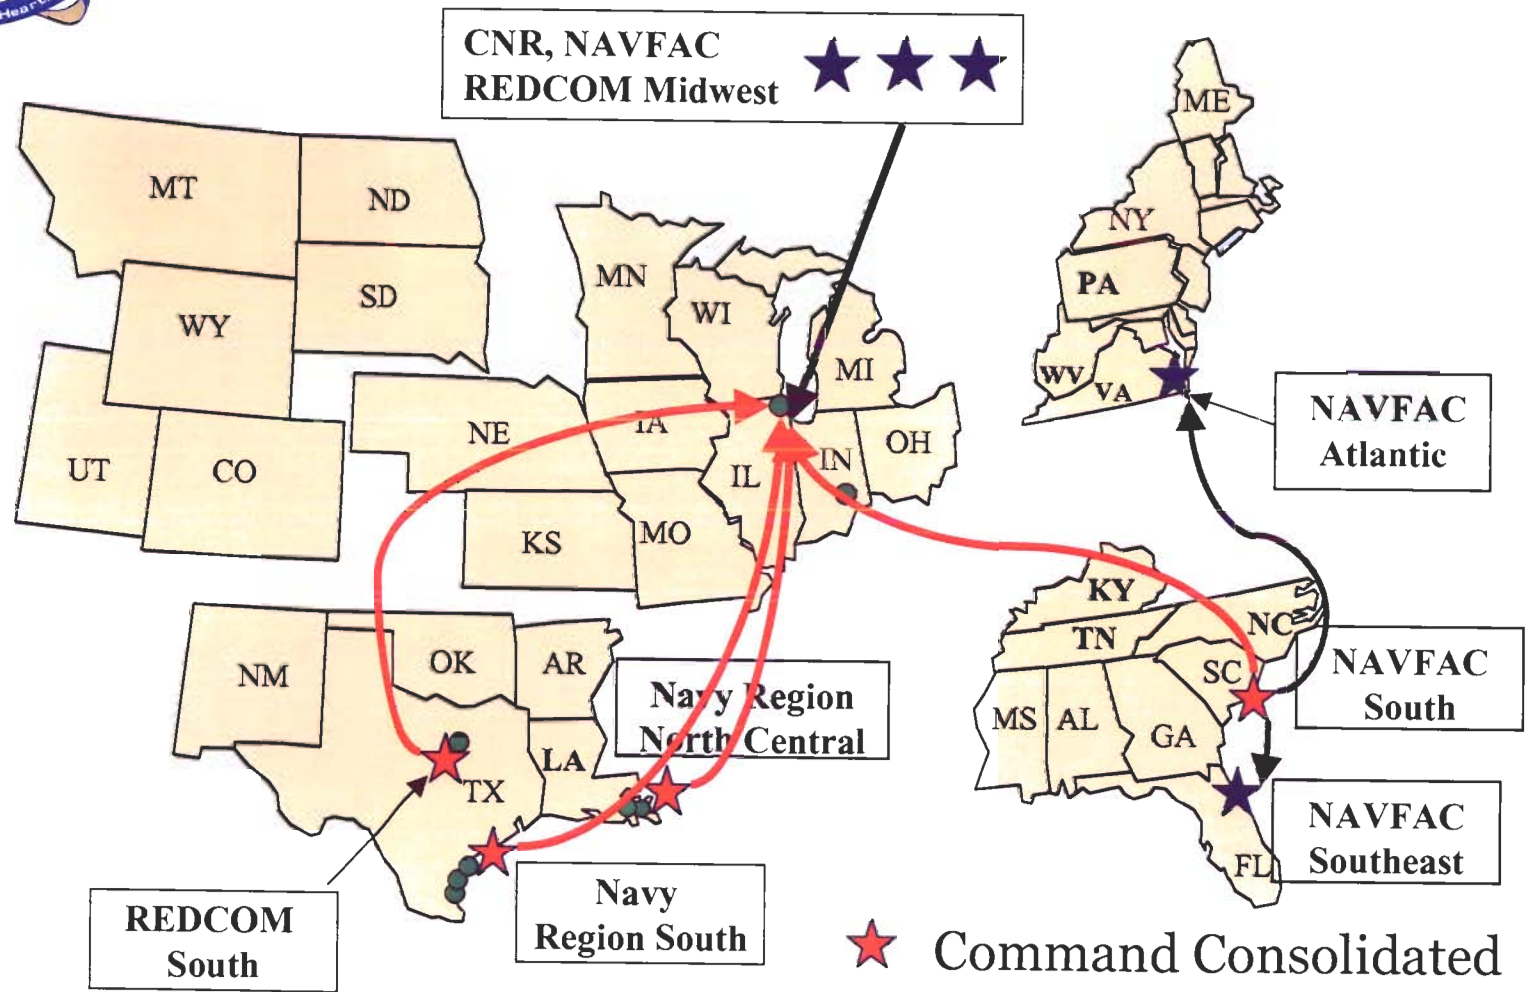 Heart
CNR, NAVFAC
REDCOM Midwest
ME
MT
ND
NY
MN
PA
SD
WI
WY
MI
WV
VA
NAVFAC
Atlantic
NE
IA
OH
UT
CO
IL
IN
KS
MO
KY
NC
TN
NM
OK
AR
SC
NAVFAC
South
Navy Region
North Central
MS
AL
GA
LA
TX
NAVFAC
Southeast
FL
REDCOM
South
Navy
Region South
Command Consolidated